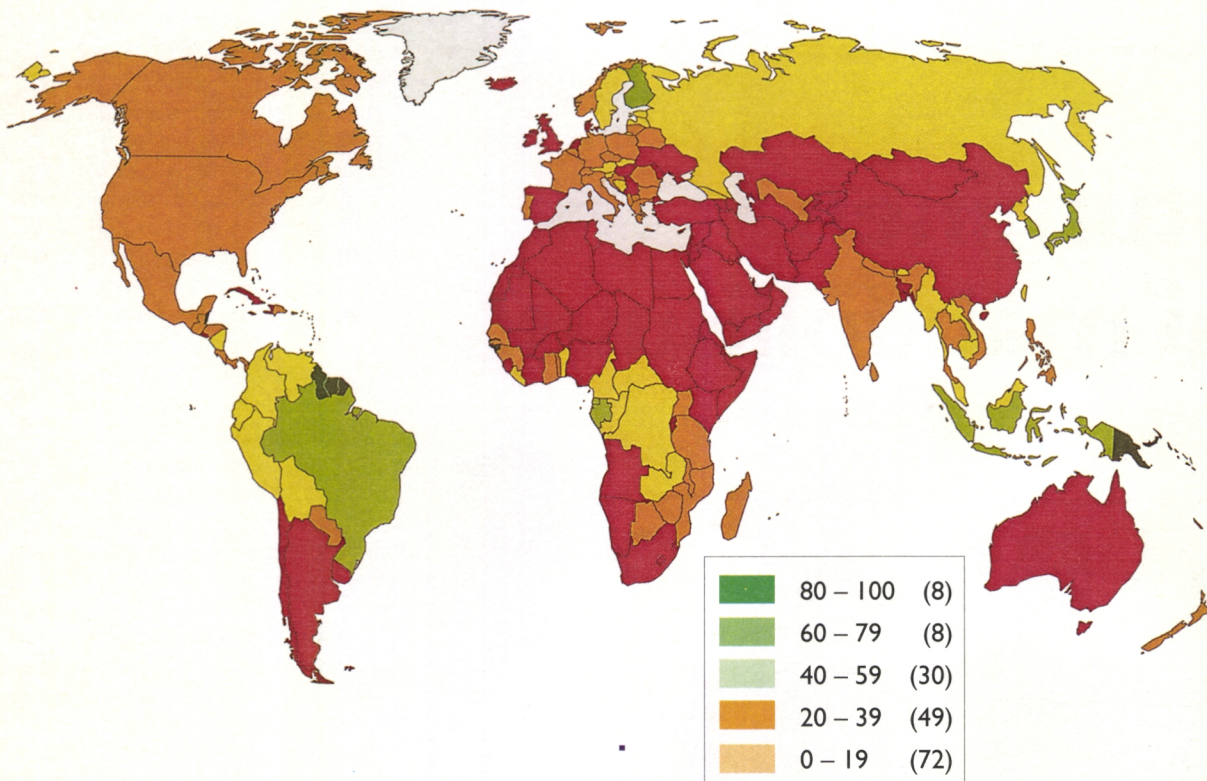 80 – 100 (8)
60 – 79 (8)
40 – 59 (30)
20 – 39 (49)
0 – 19 (72)